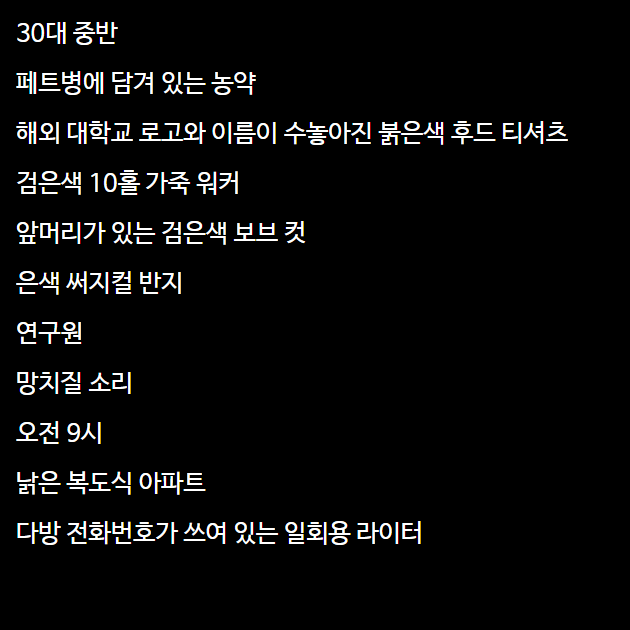 30대 중반
페트병에 담겨 있는 농약
해외 대학교 로고와 이름이 수놓아진 붉은색 후드 티셔츠
검은색 10홀 가죽 워커
앞머리가 있는 검은색 보브 컷
은색 써지컬 반지
연구원
망치질 소리
오전 9시
낡은 복도식 아파트
다방 전화번호가 쓰여 있는 일회용 라이터